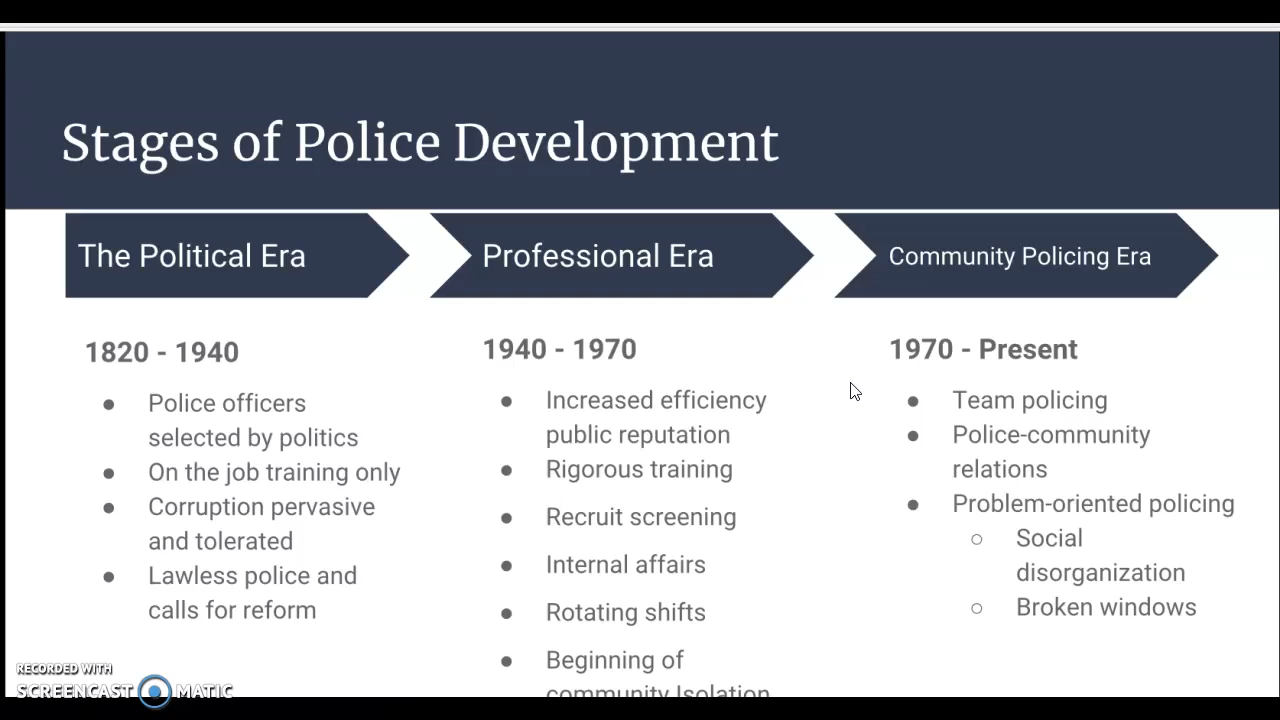 Stages of Police Development
The Political Era
Professional Era
Community Policing Era
1820 - 1940
● Police officers
selected by politics
● On the job training only
● Corruption pervasive
and tolerated
● Lawless police and
calls for reform
1940 - 1970
● Increased efficiency
public reputation
● Rigorous training
● Recruit screening
● Internal affairs
● Rotating shifts
● Beginning of
community Isolation
1970 - Present
● Team policing
● Police-community
relations
● Problem-oriented policing
○ Social
disorganization
○ Broken windows
RECORDED WITH
SCREENCAST MATIC